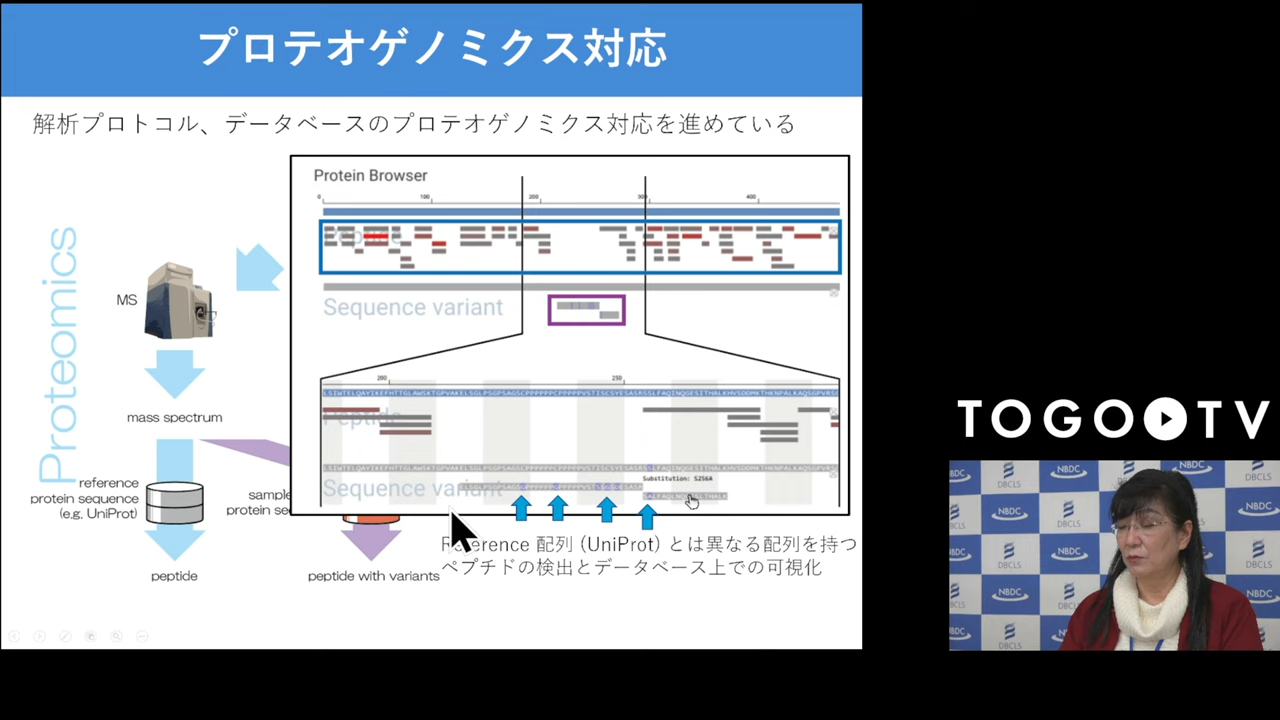 プロテオゲノミクス対応
解析プロトコル、データベースのプロテオゲノミクス対応を進めている
Protein Browser
0 100 200 300 400
Peptide
Sequence variant
Proteomics
MS
mass spectrum
reference
protein sequence
(e.g. UniProt)
peptide
sample
protein se
peptide with variants
200 250
Peptide
Substitution: S256A
Sequence variant
Reference 配列 (UniProt) とは異なる配列を持つ
ペプチドの検出とデータベース上での可視化
TOGO TV
NBDC
DBCLS